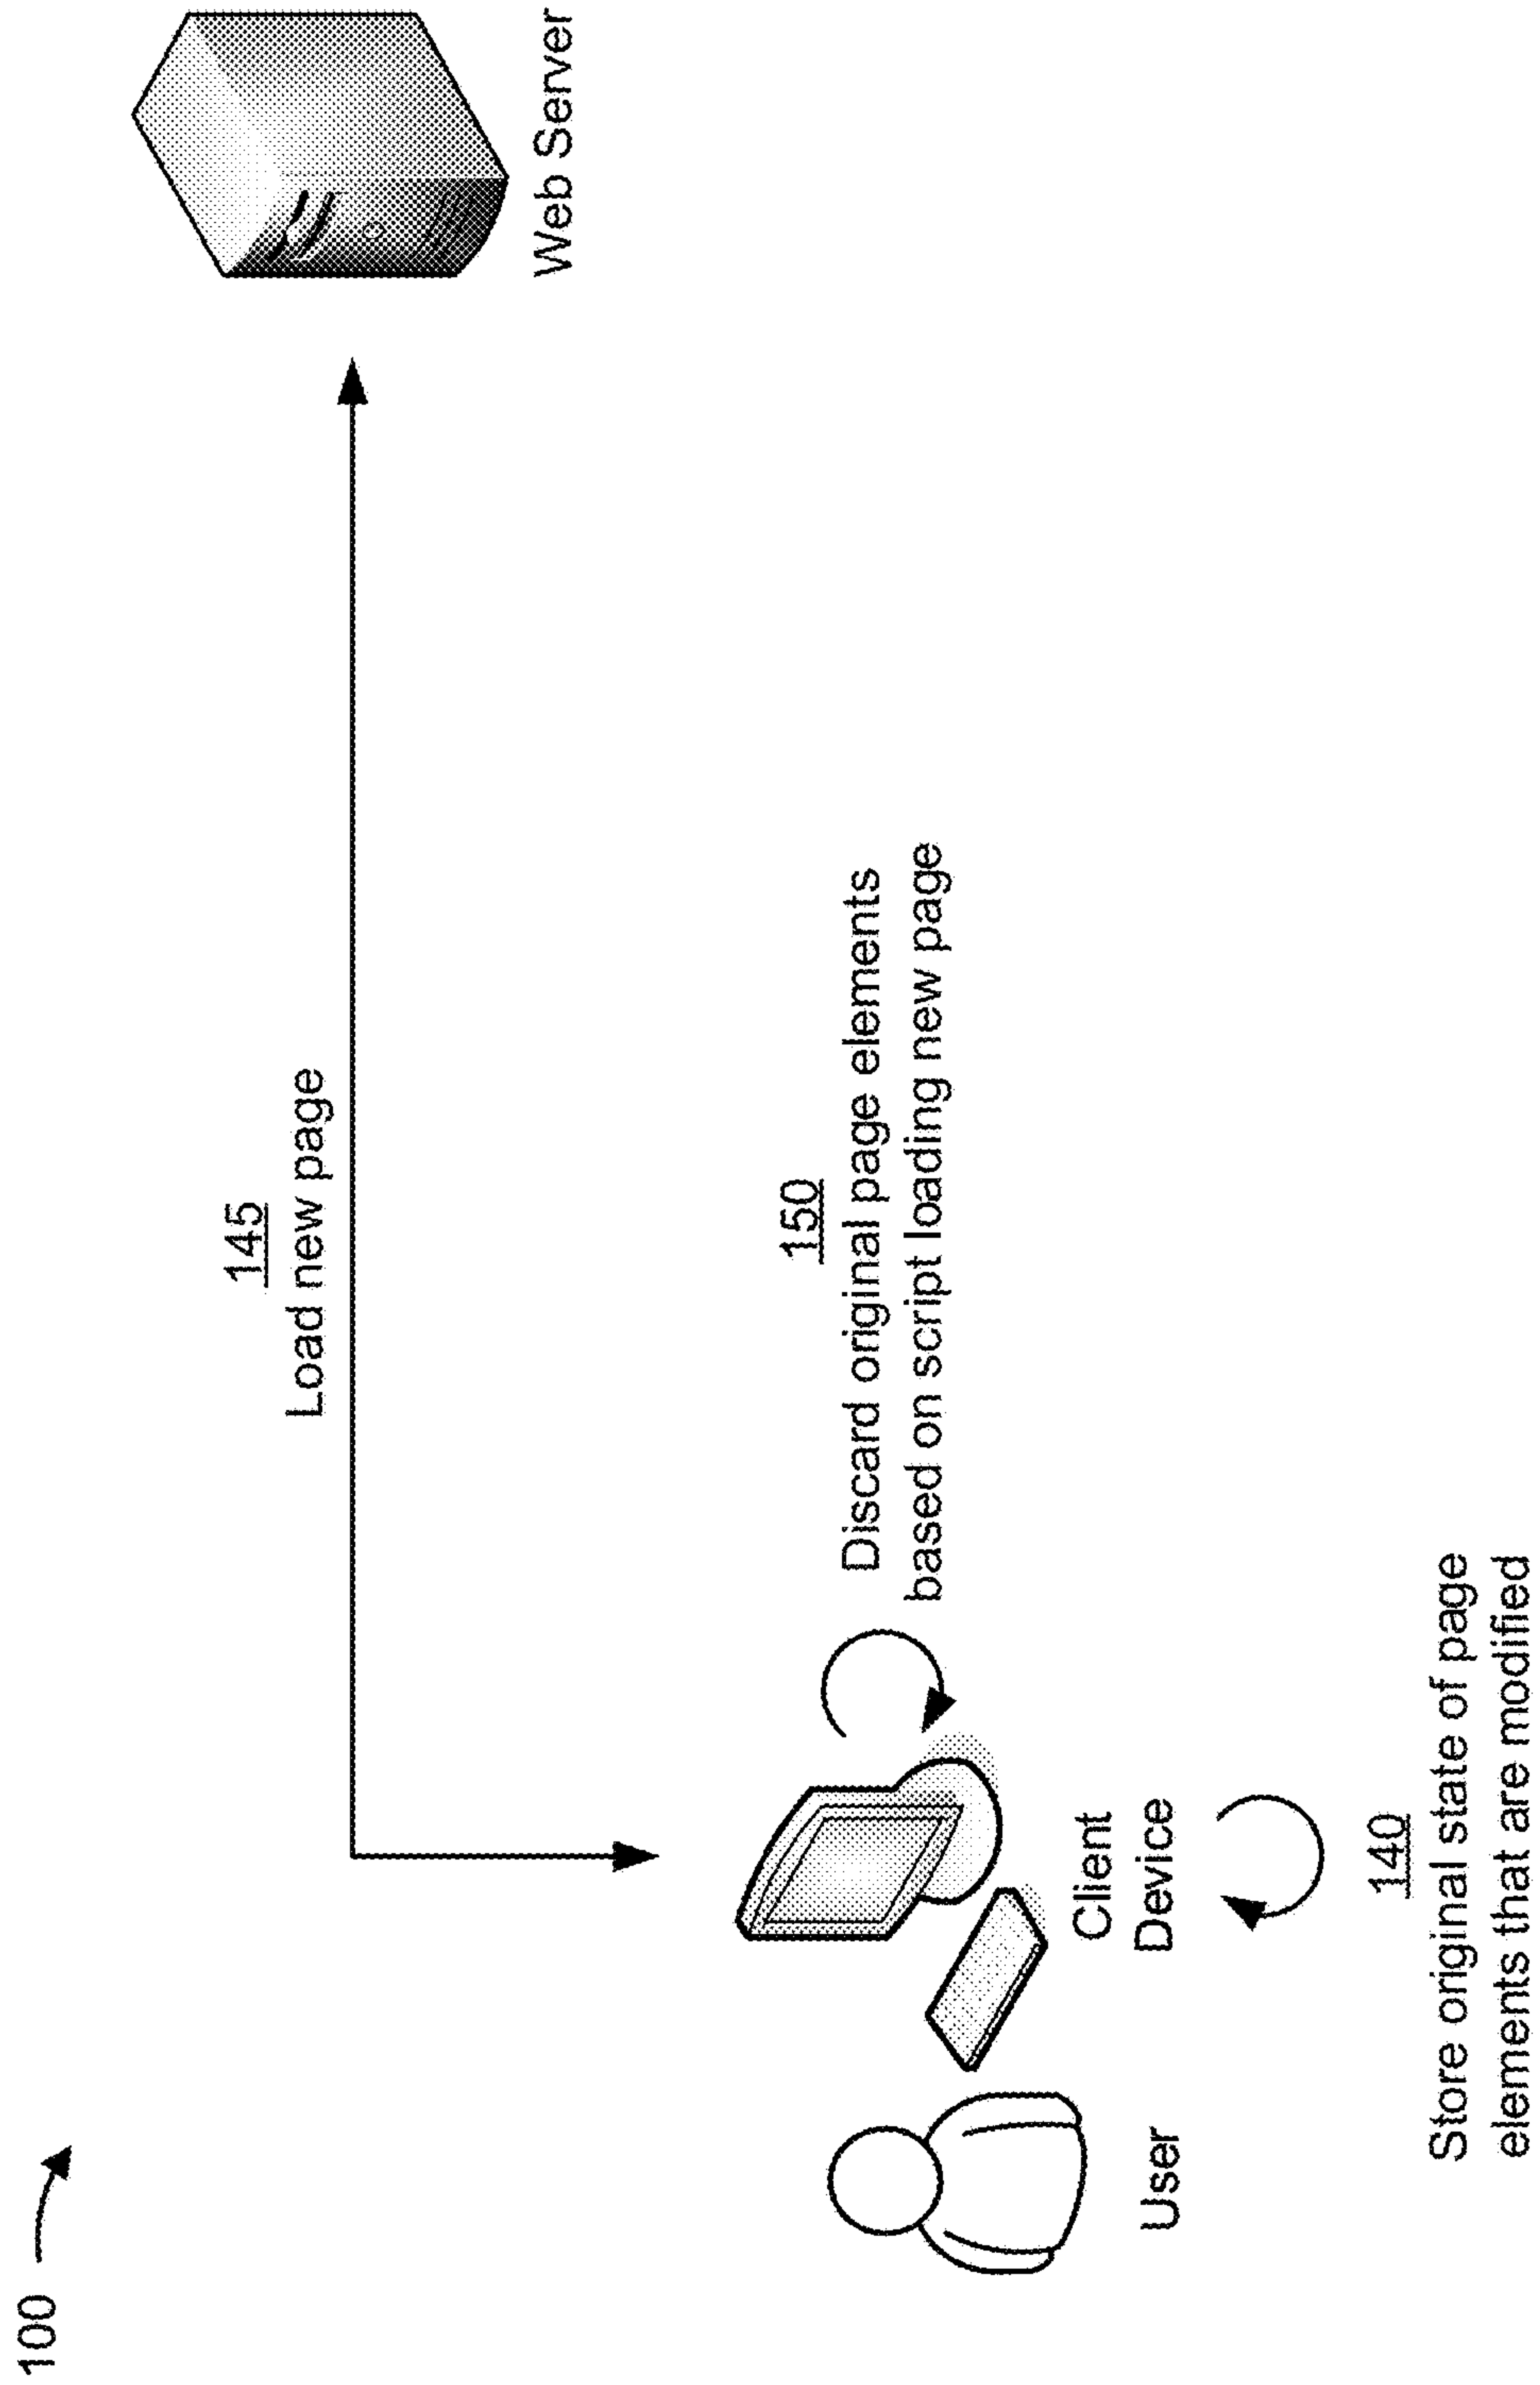 100
145
Load new page
Web Server
150
Discard original page elements
based on script loading new page
User
Client
Device
140
Store original state of page
elements that are modified